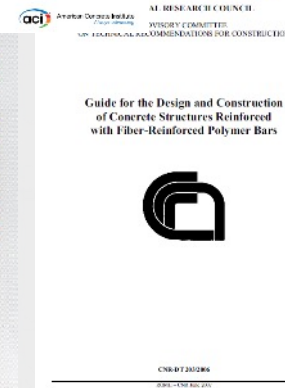 aci
American Concrete Institute
AL RESEARCH COUNCIL
VISORY COMMITTEE
ON TECHNICAL RECOMMENDATIONS FOR CONSTRUCTIO
Guide for the Design and Construction
of Concrete Structures Reinforced
with Fiber-Reinforced Polymer Bars
CNR-DT 203/2006